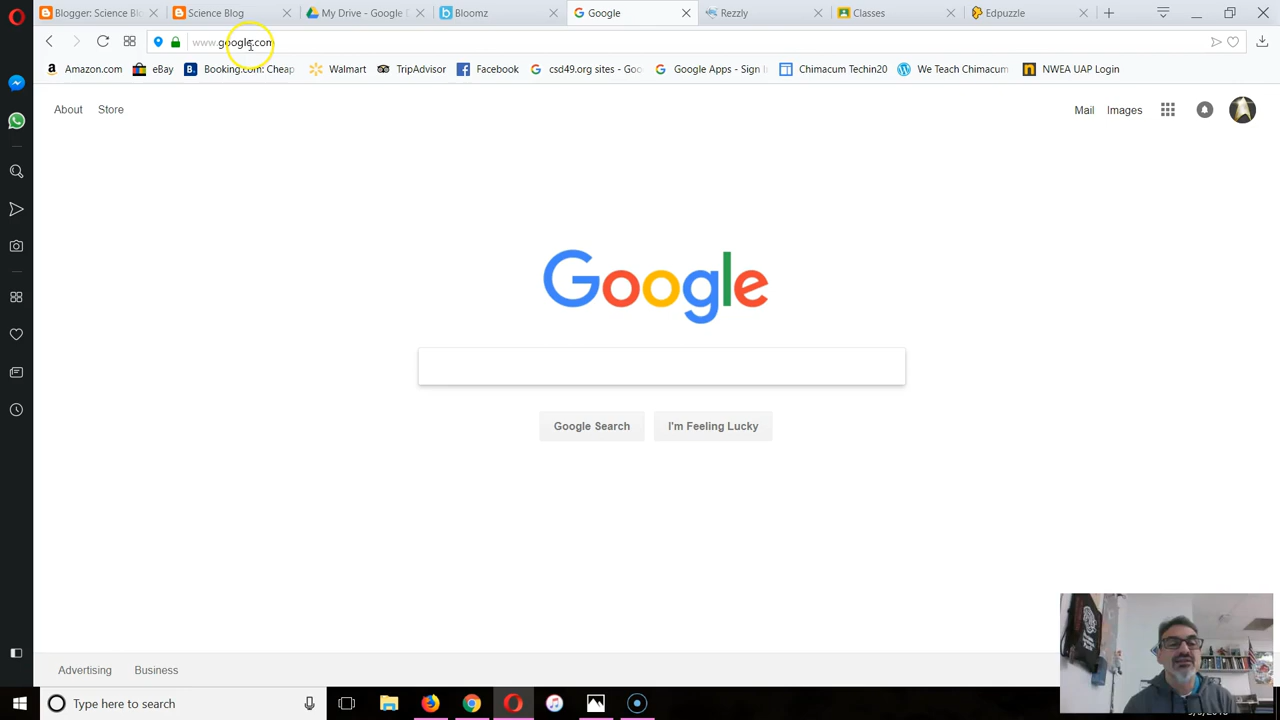 Blogger: Science Blo
Science Blog
My Drive - Google D
Bloomz
Google
Rezzly
Classes
Edpuzzle
www.google.com
Amazon.com
eBay
Booking.com: Cheap
Walmart
TripAdvisor
Facebook
csd49.org sites - Goo
Google Apps - Sign I
Chimacum Techin20
We Teach Chimacum
NWEA UAP Login
About Store
Mail Images
Google
Google Search
I'm Feeling Lucky
Advertising Business
Type here to search